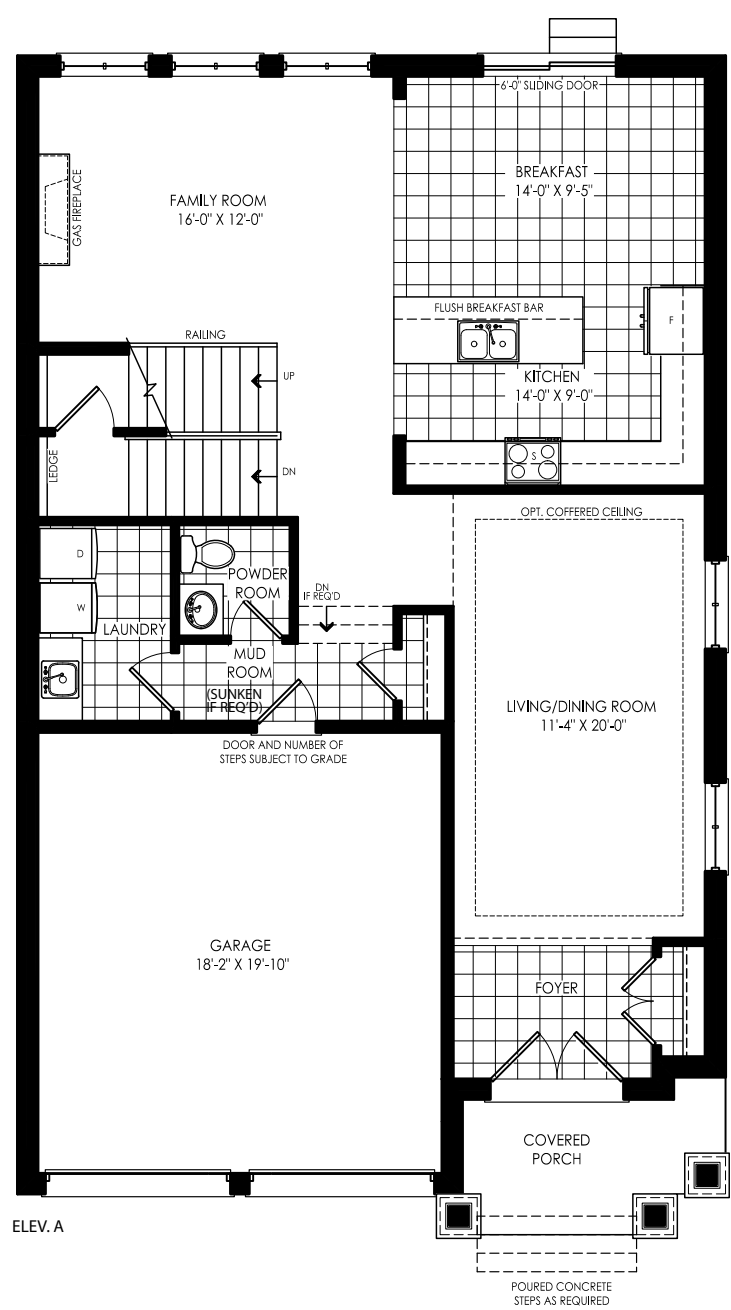 6'-0" SLIDING DOOR
BREAKFAST
14'-0" X 9'-5"
FAMILY ROOM
16'-0" X 12'-0"
GAS FIREPLACE
FLUSH BREAKFAST BAR
F
RAILING
UP
KITCHEN
14'-0" X 9'-0"
LEDGE
DN
S
OPT. COFFERED CEILING
D
POWDER
ROOM
DN
IF REQ'D
W
LAUNDRY
MUD
ROOM
(SUNKEN
IF REQ'D)
LIVING/DINING ROOM
11'-4" X 20'-0"
DOOR AND NUMBER OF
STEPS SUBJECT TO GRADE
GARAGE
18'-2" X 19'-10"
FOYER
COVERED
PORCH
ELEV. A
POURED CONCRETE
STEPS AS REQUIRED